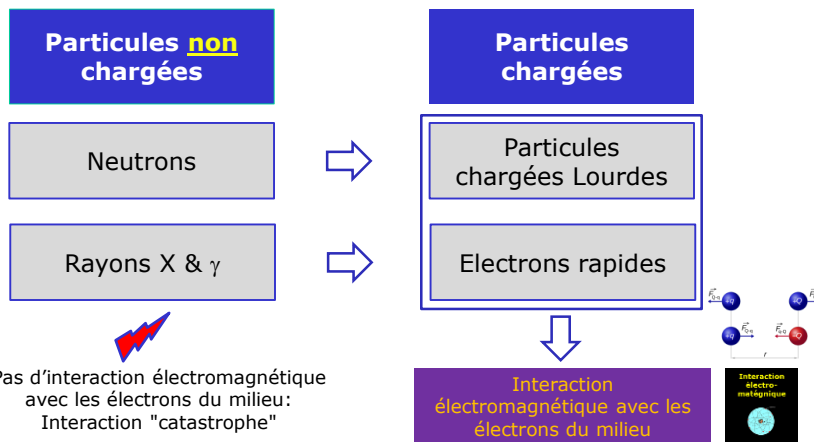 Particules non
chargées
Particules
chargées
Neutrons
Particules
chargées Lourdes
Rayons X & γ
Electrons rapides
Pas d'interaction électromagnétique
avec les électrons du milieu:
Interaction "catastrophe"
Interaction
électromagnétique avec les
électrons du milieu
r
Interaction
électro-
matégnique